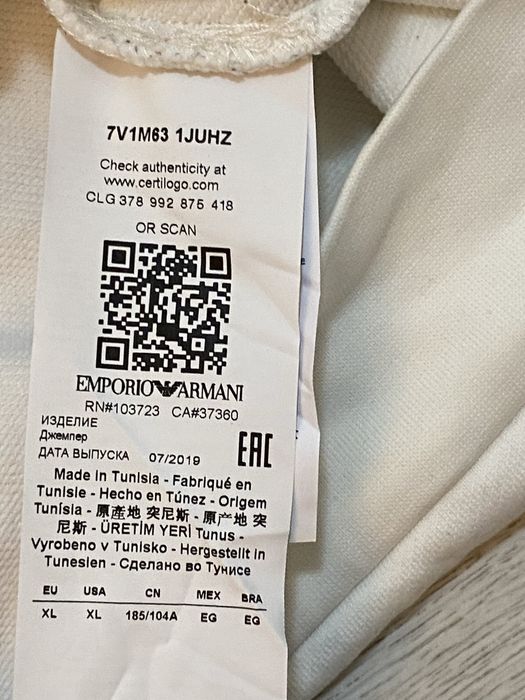 7V1M63 1JUHZ
Check authenticity at
www.certilogo.com
CLG 378 992 875 418
OR SCAN
EMPORIO ARMANI
RN#103723 CA#37360
ИЗДЕЛИЕ
Джемпер
ДАТА ВЫПУСКА 07/2019
EAC
Made in Tunisia - Fabriqué en
Tunisie - Hecho en Túnez - Origem
Tunísia - 原產地 突尼斯 - 原产地 突
尼斯 - ÜRETİM YERİ Tunus -
Vyrobeno v Tunisko - Hergestellt in
Tunesien - Сделано во Тунисе
EU USA CN MEX BRA
XL XL 185/104A EG EG